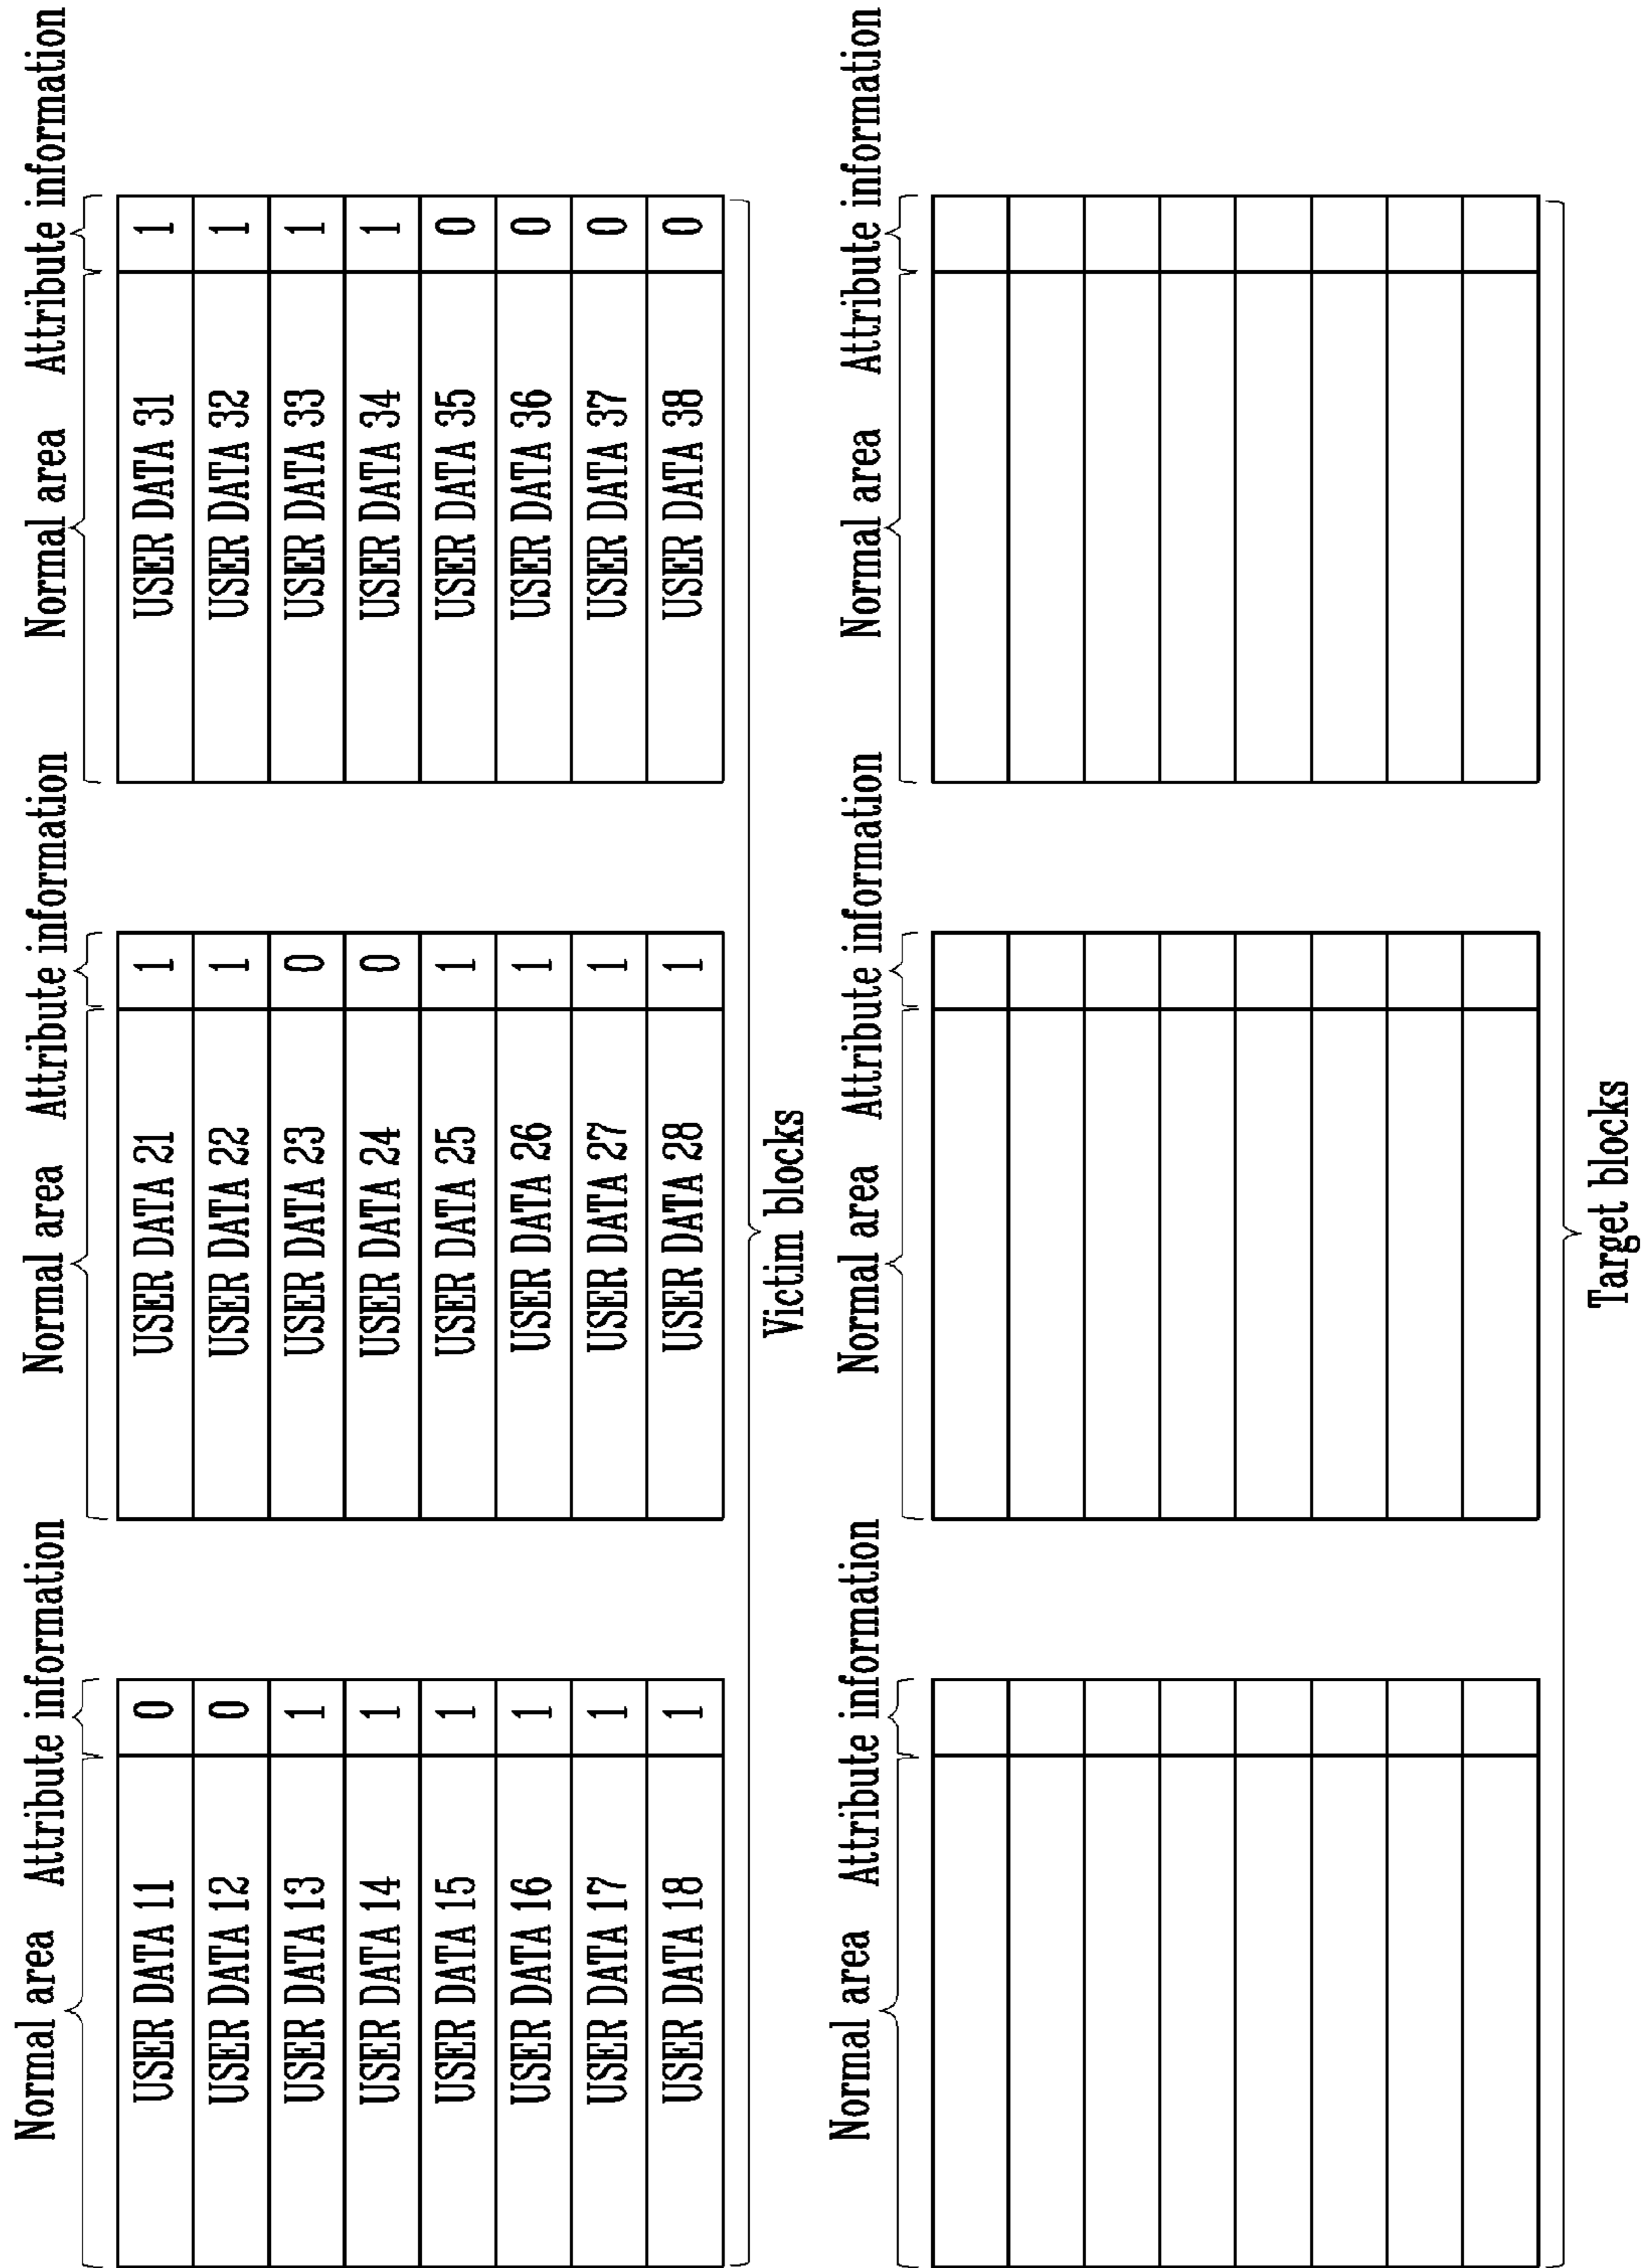 Normal area Attribute information Normal area Attribute information Normal area Attribute information
USER DATA 11 0 USER DATA 21 1 USER DATA 31 1
USER DATA 12 0 USER DATA 22 1 USER DATA 32 1
USER DATA 13 1 USER DATA 23 0 USER DATA 33 1
USER DATA 14 1 USER DATA 24 0 USER DATA 34 1
USER DATA 15 1 USER DATA 25 1 USER DATA 35 0
USER DATA 16 1 USER DATA 26 1 USER DATA 36 0
USER DATA 17 1 USER DATA 27 1 USER DATA 37 0
USER DATA 18 1 USER DATA 28 1 USER DATA 38 0
Victim blocks
Normal area Attribute information Normal area Attribute information Normal area Attribute information
Target blocks